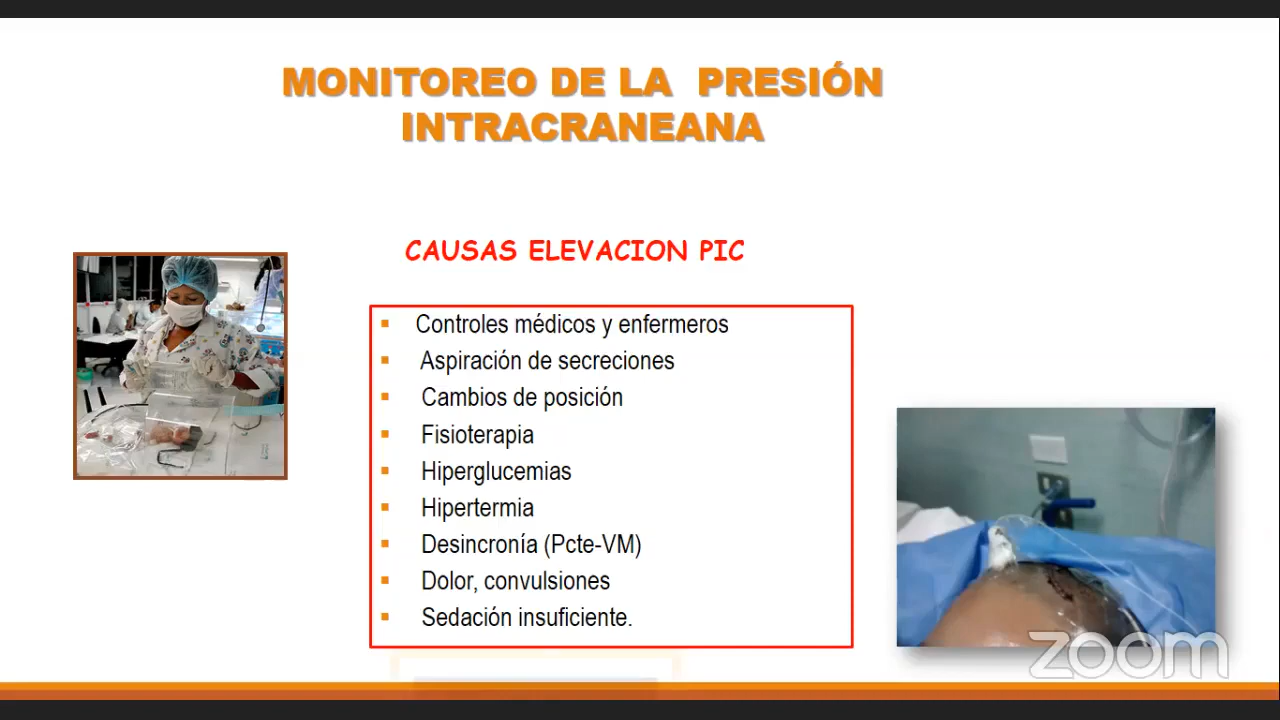 MONITOREO DE LA PRESIÓN
INTRACRANEANA
CAUSAS ELEVACION PIC
Controles médicos y enfermeros
Aspiración de secreciones
Cambios de posición
Fisioterapia
Hiperglucemias
Hipertermia
Desincronía (Pcte-VM)
Dolor, convulsiones
Sedación insuficiente.
zoom